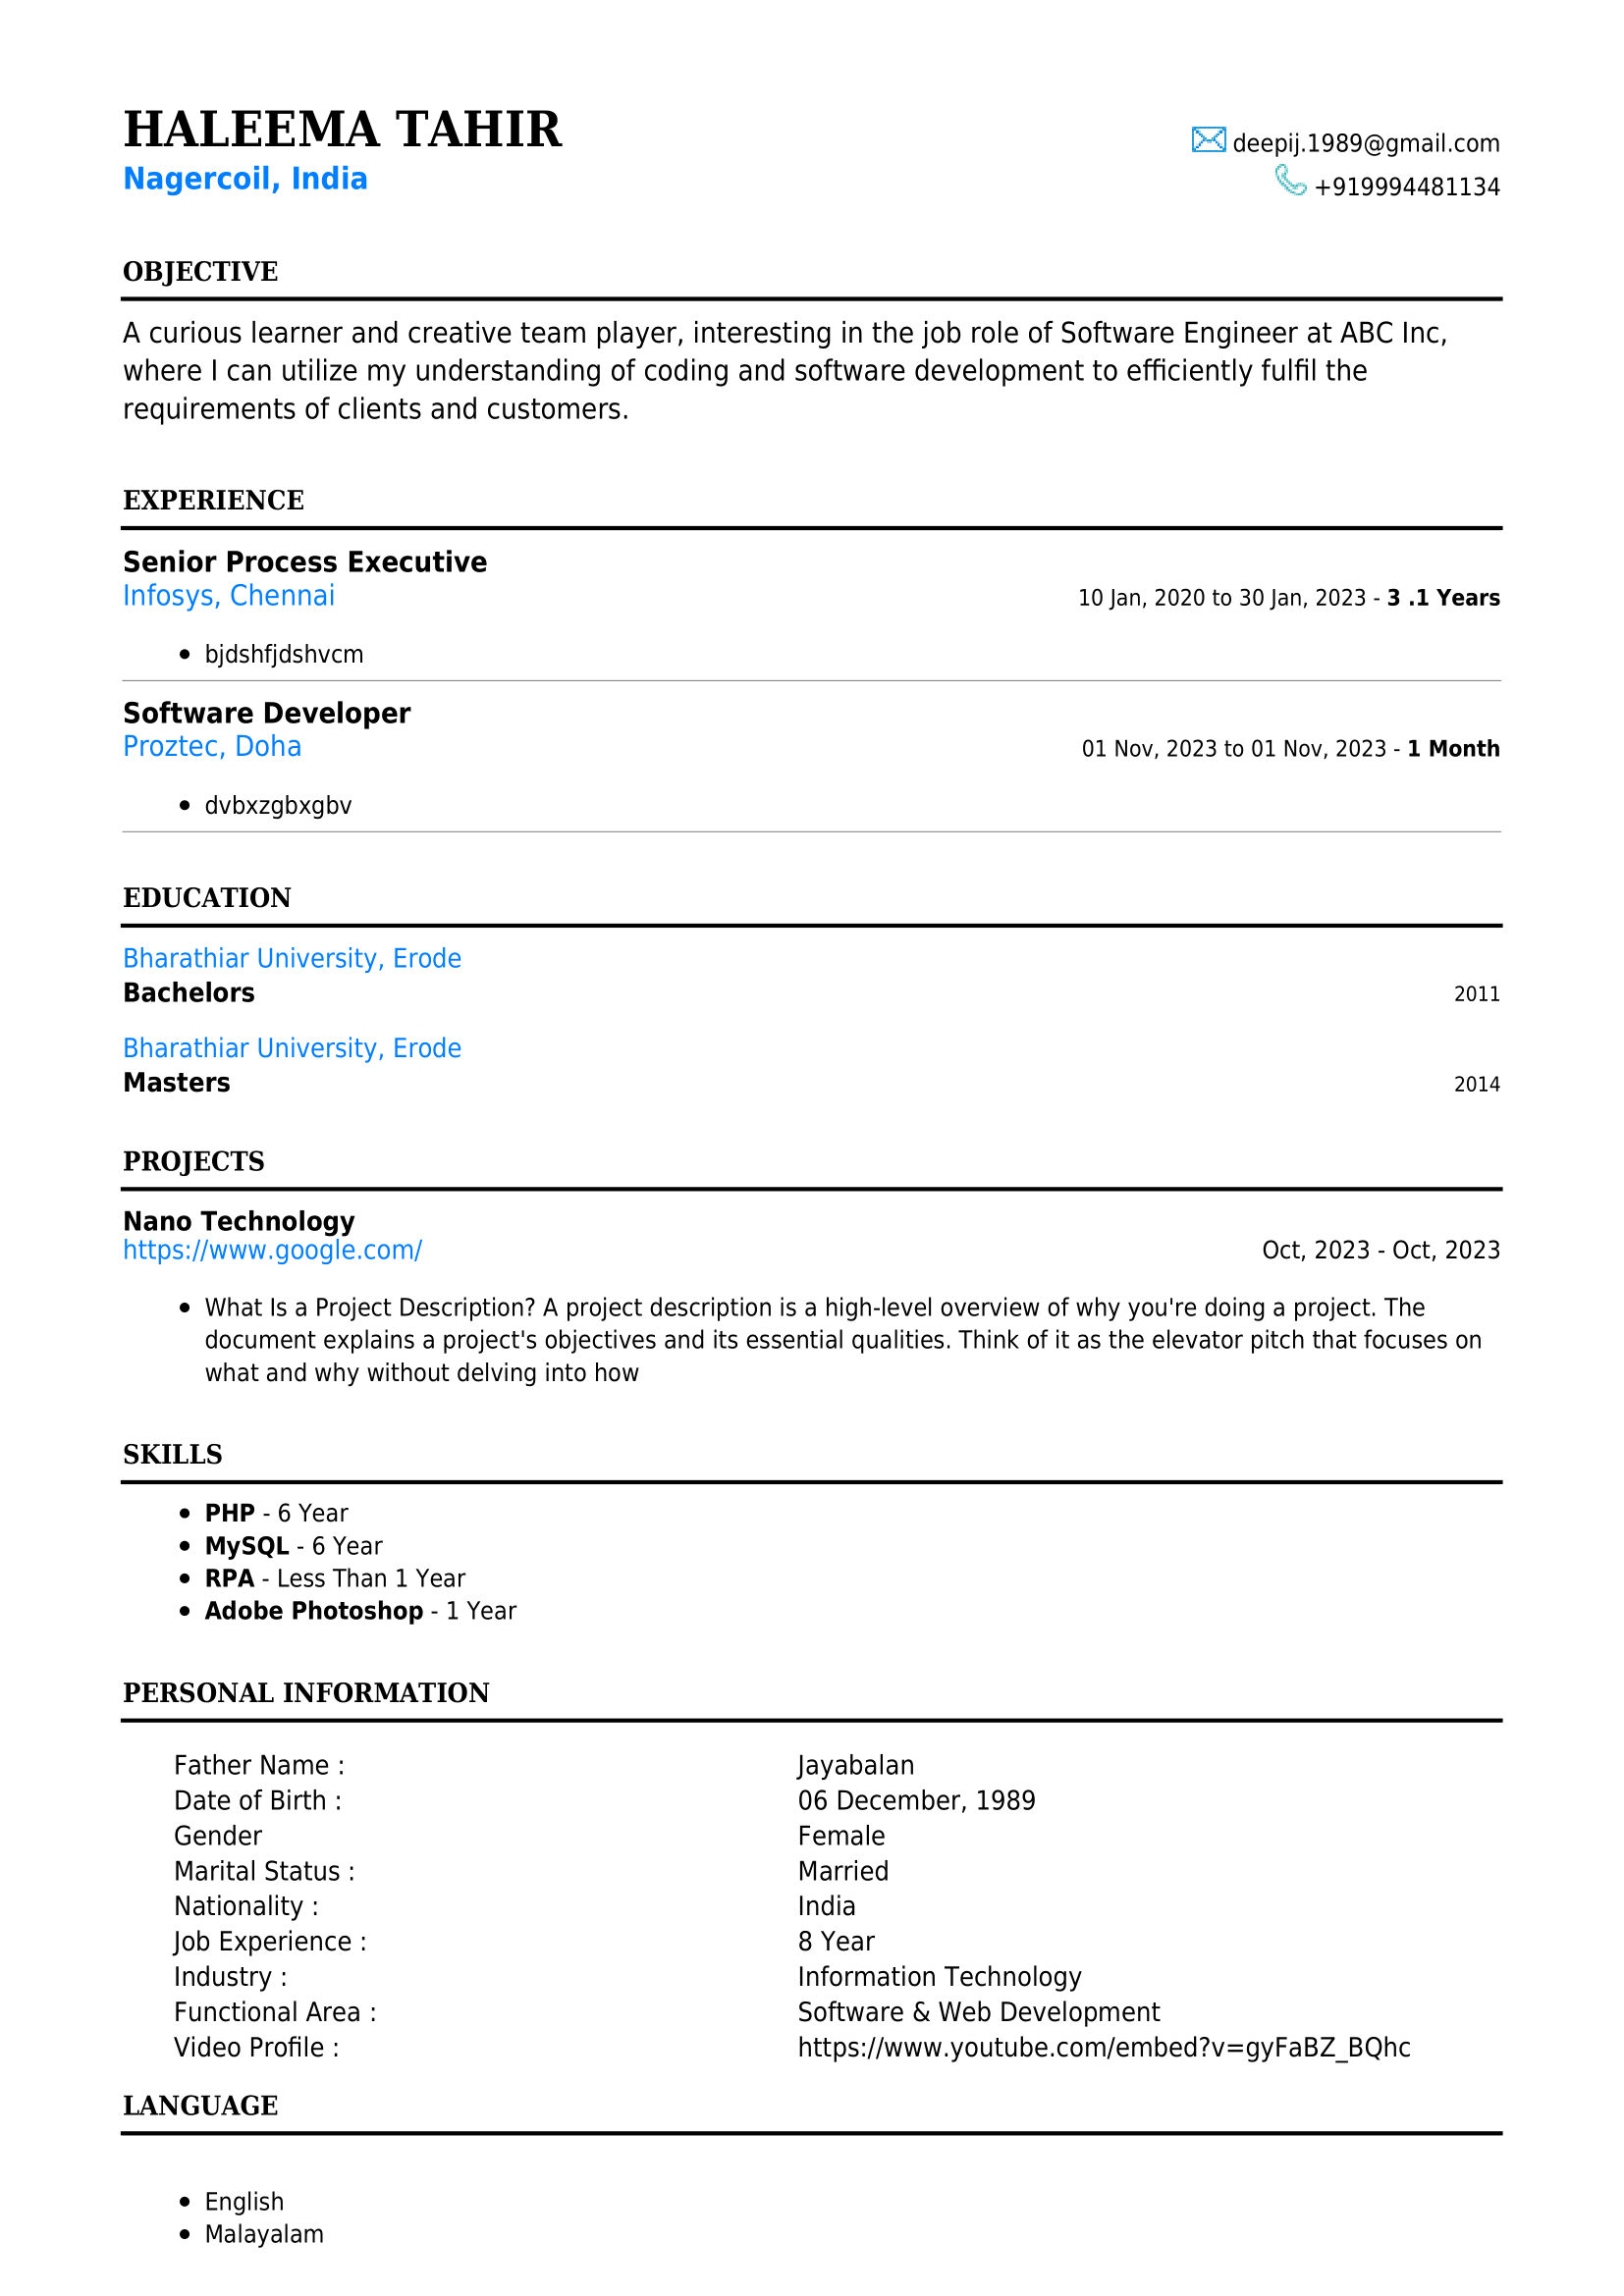 HALEEMA TAHIR
deepij.1989@gmail.com
Nagercoil, India
+919994481134
OBJECTIVE
A curious learner and creative team player, interesting in the job role of Software Engineer at ABC Inc,
where I can utilize my understanding of coding and software development to efficiently fulfil the
requirements of clients and customers.
EXPERIENCE
Senior Process Executive
Infosys, Chennai 10 Jan, 2020 to 30 Jan, 2023 - 3 .1 Years
• bjdshfjdshvcm
Software Developer
Proztec, Doha 01 Nov, 2023 to 01 Nov, 2023 - 1 Month
• dvbxzgbxgbv
EDUCATION
Bharathiar University, Erode
Bachelors 2011
Bharathiar University, Erode
Masters 2014
PROJECTS
Nano Technology
https://www.google.com/ Oct, 2023 - Oct, 2023
• What Is a Project Description? A project description is a high-level overview of why you're doing a project. The
document explains a project's objectives and its essential qualities. Think of it as the elevator pitch that focuses on
what and why without delving into how
SKILLS
• PHP - 6 Year
• MySQL - 6 Year
• RPA - Less Than 1 Year
• Adobe Photoshop - 1 Year
PERSONAL INFORMATION
Father Name : Jayabalan
Date of Birth : 06 December, 1989
Gender Female
Marital Status : Married
Nationality : India
Job Experience : 8 Year
Industry : Information Technology
Functional Area : Software & Web Development
Video Profile : https://www.youtube.com/embed?v=gyFaBZ_BQhc
LANGUAGE
• English
• Malayalam